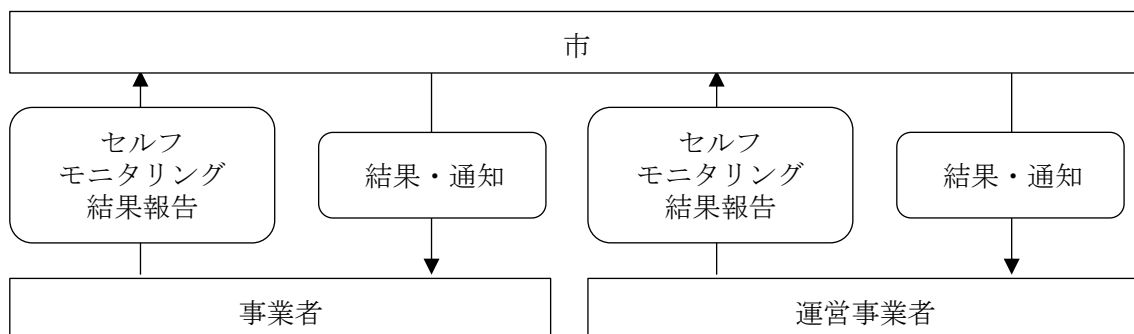 市
セルフ
モニタリング
結果報告
結果・通知
セルフ
モニタリング
結果報告
結果・通知
事業者
運営事業者